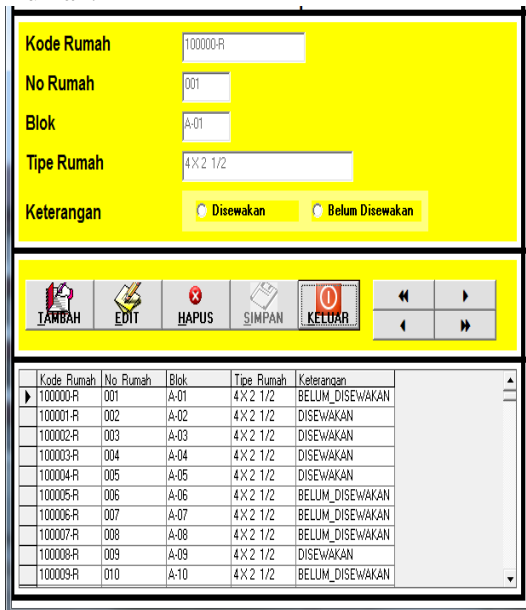 Kode Rumah 100000-R
No Rumah 001
Blok A-01
Tipe Rumah 4 X 2 1/2
Keterangan Disewakan Belum Disewakan
TAMBAH EDIT HAPUS SIMPAN KELUAR
Kode Rumah No Rumah Blok Tipe Rumah Keterangan
100000-R 001 A-01 4 X 2 1/2 BELUM_DISEWAKAN
100001-R 002 A-02 4 X 2 1/2 DISEWAKAN
100002-R 003 A-03 4 X 2 1/2 DISEWAKAN
100003-R 004 A-04 4 X 2 1/2 DISEWAKAN
100004-R 005 A-05 4 X 2 1/2 DISEWAKAN
100005-R 006 A-06 4 X 2 1/2 BELUM_DISEWAKAN
100006-R 007 A-07 4 X 2 1/2 BELUM_DISEWAKAN
100007-R 008 A-08 4 X 2 1/2 BELUM_DISEWAKAN
100008-R 009 A-09 4 X 2 1/2 DISEWAKAN
100009-R 010 A-10 4 X 2 1/2 BELUM_DISEWAKAN